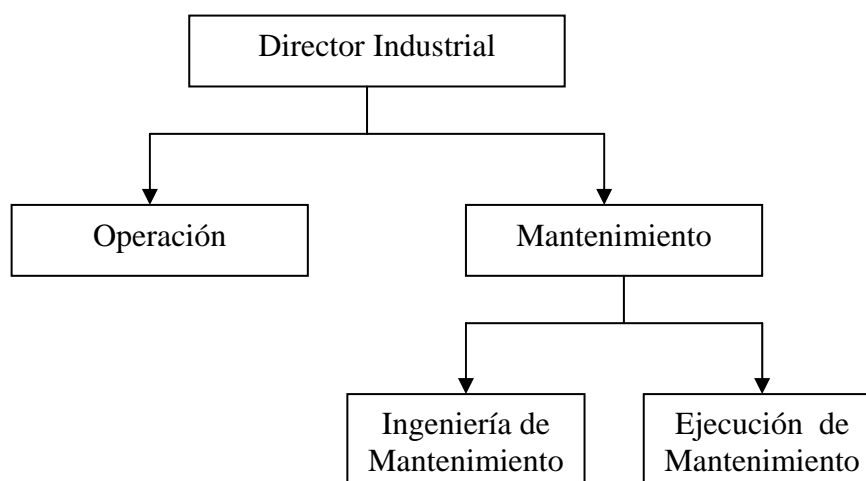 Director Industrial
Operación
Mantenimiento
Ingeniería de
Mantenimiento
Ejecución  de
Mantenimiento